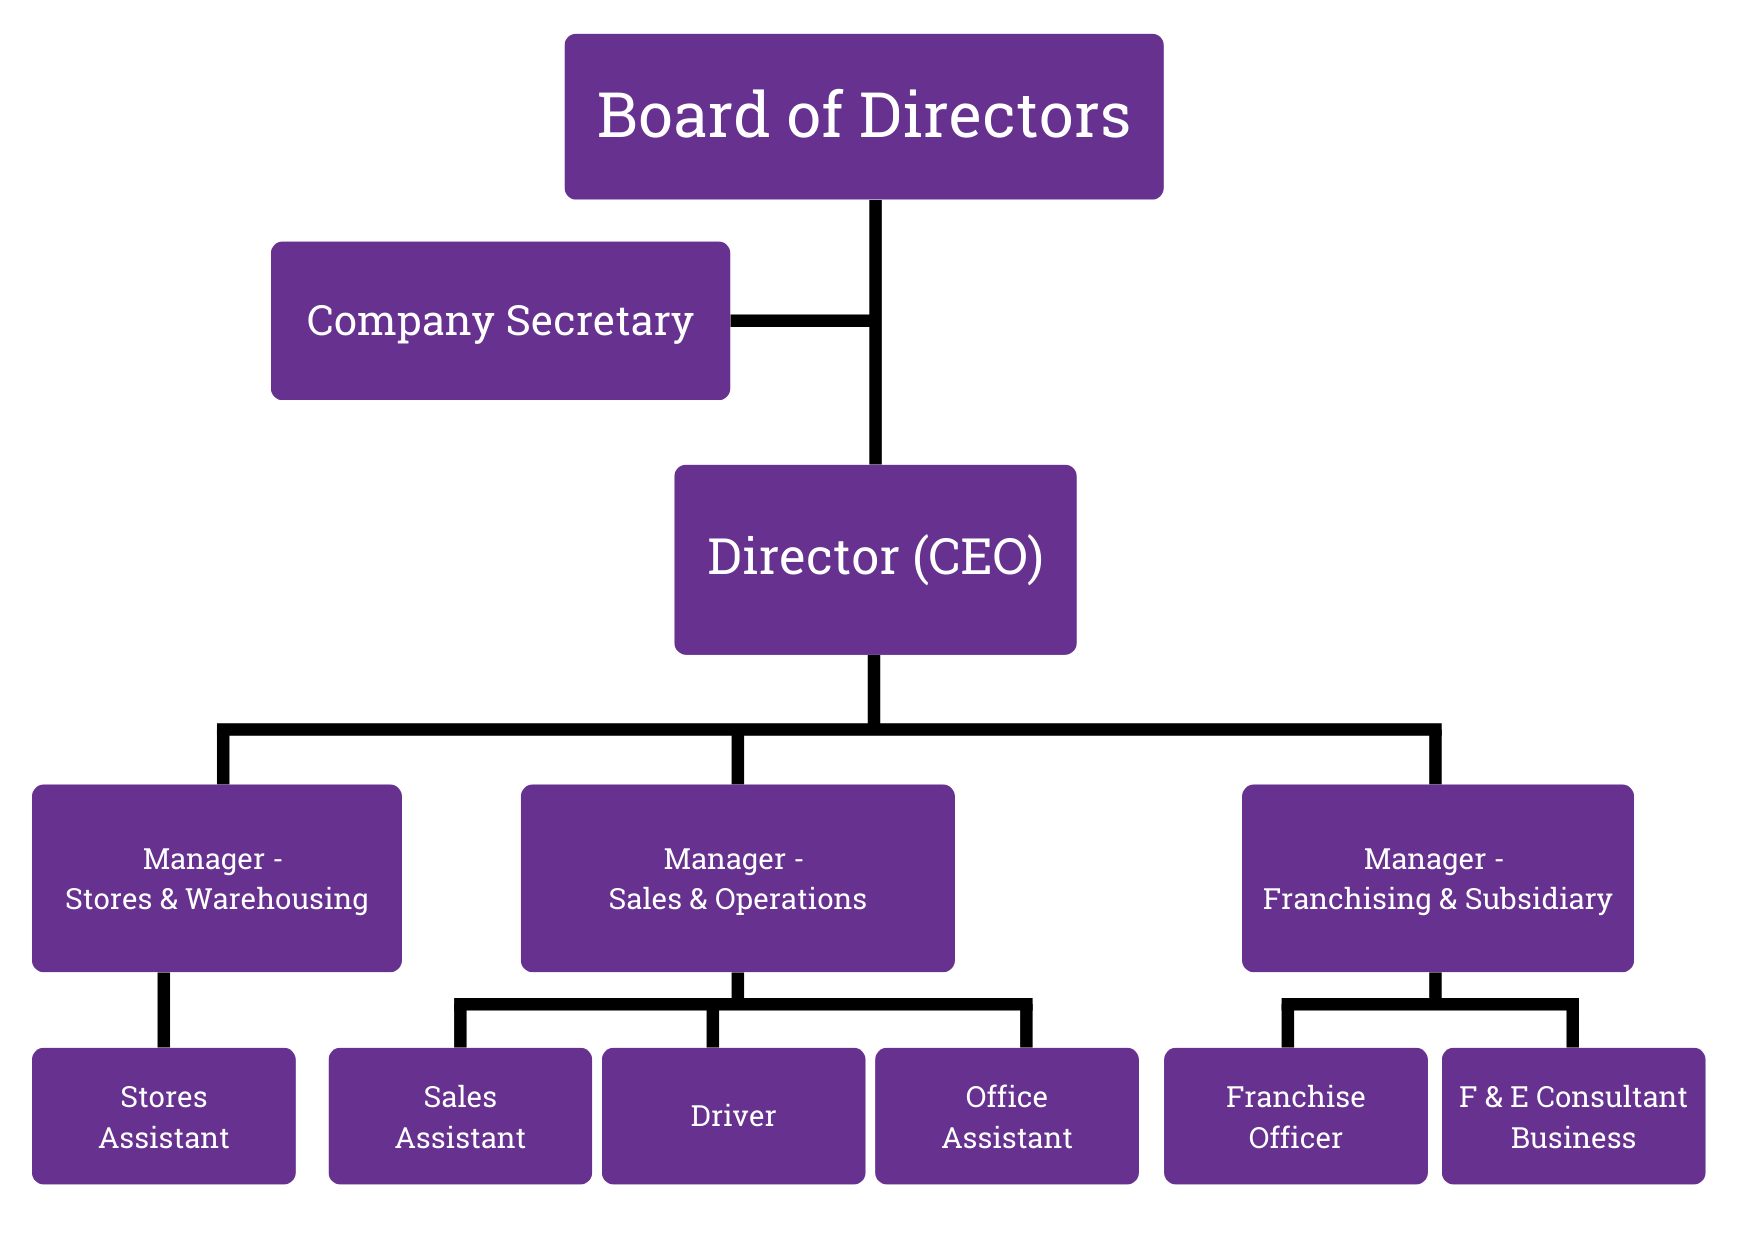 Board of Directors
Company Secretary
Director (CEO)
Manager -
Stores & Warehousing
Manager -
Sales & Operations
Manager -
Franchising & Subsidiary
Stores
Assistant
Sales
Assistant
Driver
Office
Assistant
Franchise
Officer
F & E Consultant
Business